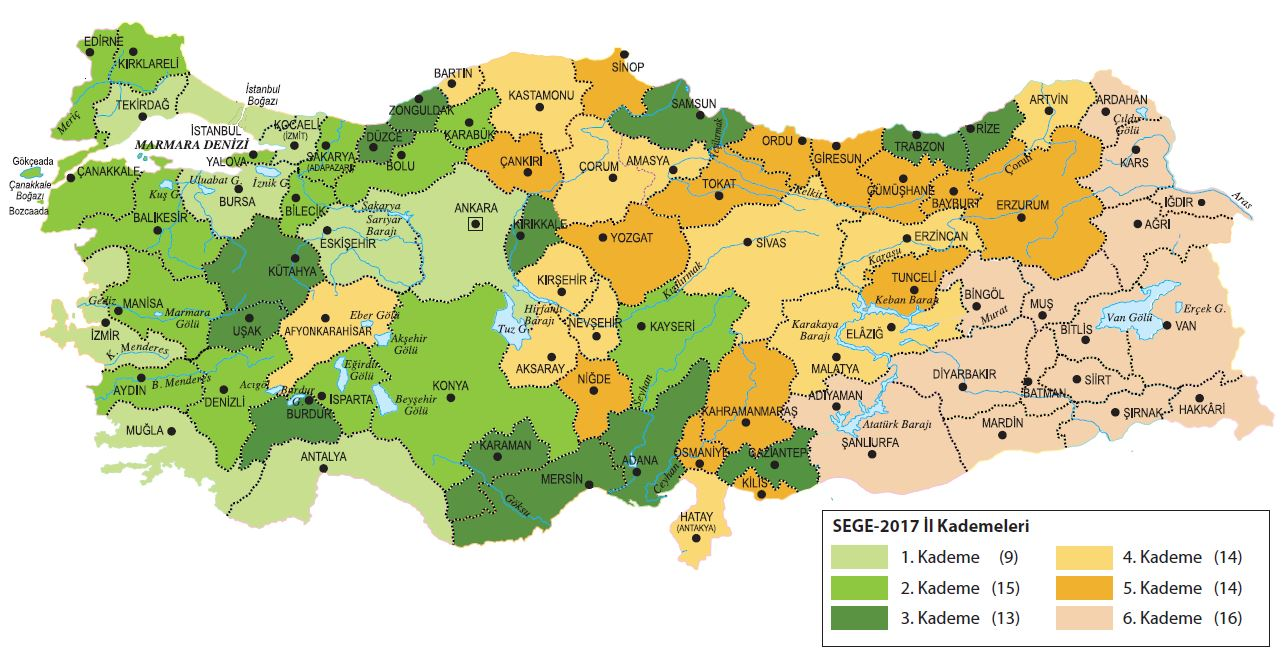 EDİRNE
KIRKLARELİ
TEKİRDAĞ
Meriç
İstanbul
Boğazı
İSTANBUL
MARMARA DENİZİ
KOCAELİ
(İZMİT)
YALOVA
SAKARYA
(ADAPAZARI)
DÜZCE
BOLU
ZONGULDAK
KARABÜK
BARTIN
KASTAMONU
SİNOP
SAMSUN
Yeşilırmak
ORDU
GİRESUN
TRABZON
RİZE
ARTVİN
ARDAHAN
Çıldır
Gölü
KARS
Gökçeada
Çanakkale
Boğazı
Bozcaada
ÇANAKKALE
Kuş G.
Uluabat G.
BURSA
İznik G.
BİLECİK
BALIKESİR
Sakarya
Sarıyar
Barajı
ESKİŞEHİR
ANKARA
KIRIKKALE
ÇANKIRI
ÇORUM
AMASYA
TOKAT
Kelkit
GÜMÜŞHANE
BAYBURT
Çoruh
ERZURUM
Aras
IĞDIR
AĞRI
KÜTAHYA
YOZGAT
SİVAS
Kızılırmak
ERZİNCAN
Karasu
TUNCELİ
Keban Barajı
BİNGÖL
Murat
MUŞ
BİTLİS
Van Gölü
Erçek G.
VAN
Gediz
MANİSA
Marmara
Gölü
İZMİR
K. Menderes
UŞAK
AFYONKARAHİSAR
Eber Gölü
Akşehir
Gölü
KIRŞEHİR
Hirfanlı
Barajı
Tuz G.
NEVŞEHİR
KAYSERİ
Karakaya
Barajı
ELÂZIĞ
MALATYA
AKSARAY
AYDIN
B. Menderes
DENİZLİ
Acıgöl
Burdur
G.
BURDUR
ISPARTA
Eğirdir
Gölü
Beyşehir
Gölü
KONYA
NİĞDE
Seyhan
KAHRAMANMARAŞ
ADIYAMAN
Atatürk Barajı
DİYARBAKIR
BATMAN
SİİRT
ŞIRNAK
HAKKÂRİ
MARDİN
ŞANLIURFA
MUĞLA
ANTALYA
KARAMAN
MERSİN
Göksu
ADANA
Ceyhan
OSMANİYE
GAZİANTEP
KİLİS
HATAY
(ANTAKYA)
SEGE-2017 İl Kademeleri
1. Kademe (9)
2. Kademe (15)
3. Kademe (13)
4. Kademe (14)
5. Kademe (14)
6. Kademe (16)